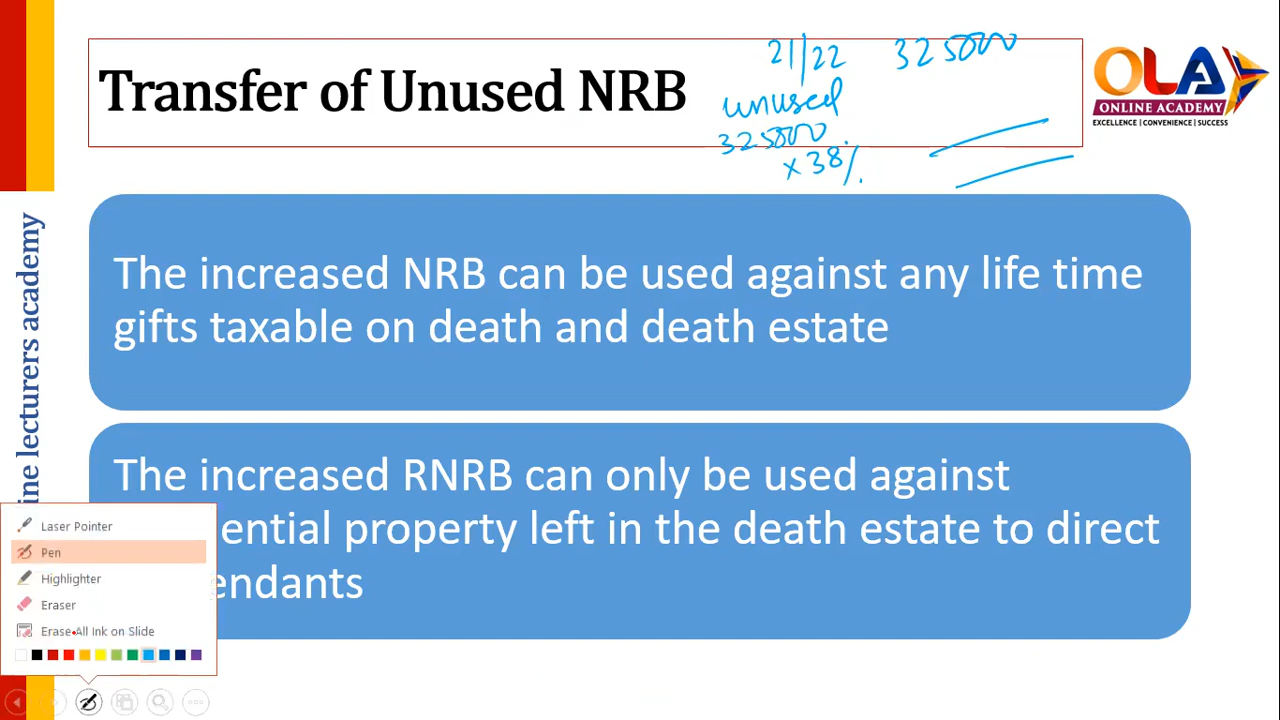 Transfer of Unused NRB
21/22 325000
unused
325000
x 38%
OLA
ONLINE ACADEMY
EXCELLENCE | CONVENIENCE | SUCCESS
ine lecturers academy
The increased NRB can be used against any life time
gifts taxable on death and death estate
The increased RNRB can only be used against
ential property left in the death estate to direct
endants
Laser Pointer
Pen
Highlighter
Eraser
Erase All Ink on Slide